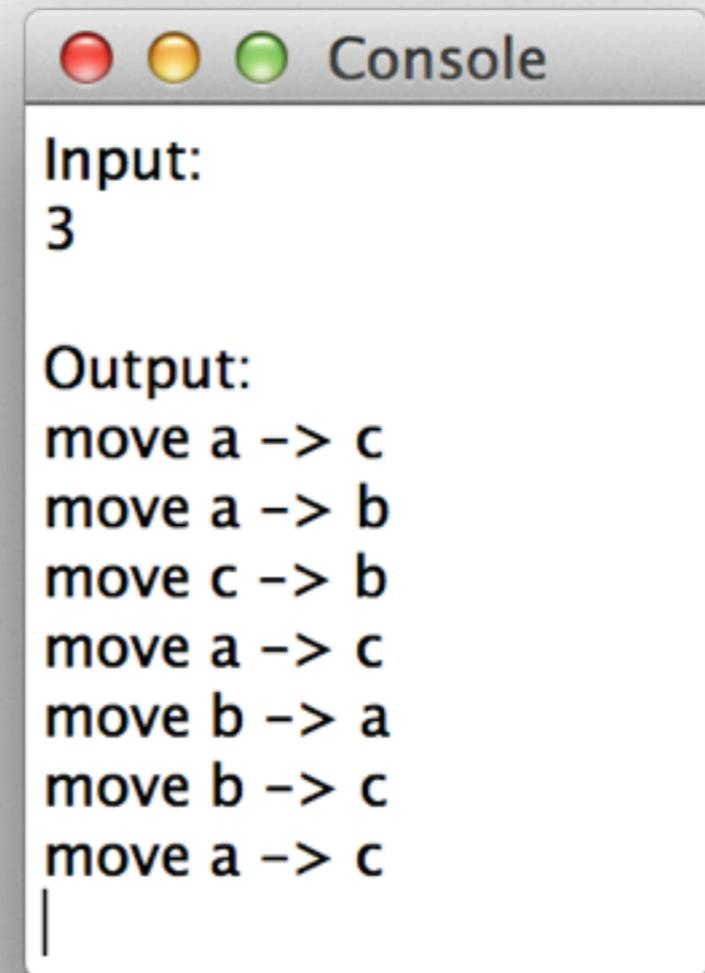 Console
Input:
3
Output:
move a -> c
move a -> b
move c -> b
move a -> c
move b -> a
move b -> c
move a -> c